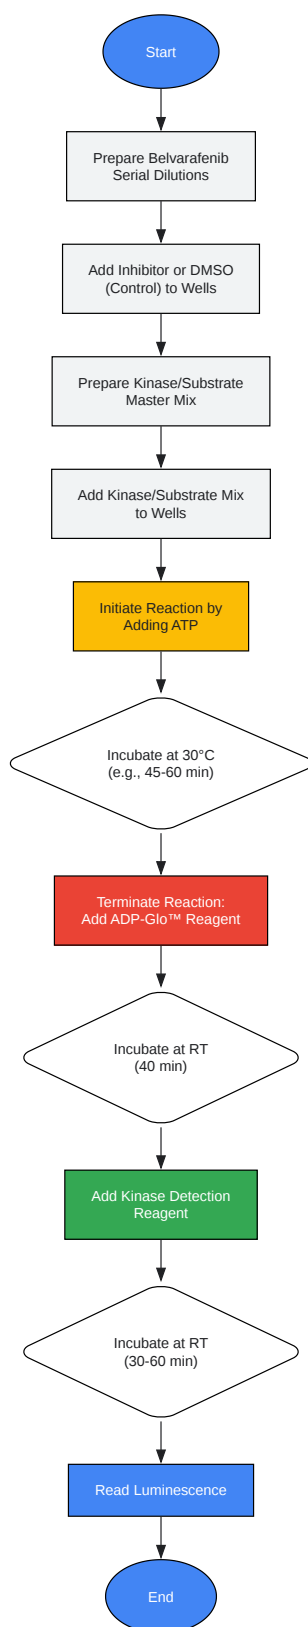 Start
Prepare Belvarafenib
Serial Dilutions
Add Inhibitor or DMSO
(Control) to Wells
Prepare Kinase/Substrate
Master Mix
Add Kinase/Substrate Mix
to Wells
Initiate Reaction by
Adding ATP
Incubate at 30°C
(e.g., 45-60 min)
Terminate Reaction:
Add ADP-Glo™ Reagent
Incubate at RT
(40 min)
Add Kinase Detection
Reagent
Incubate at RT
(30-60 min)
Read Luminescence
End